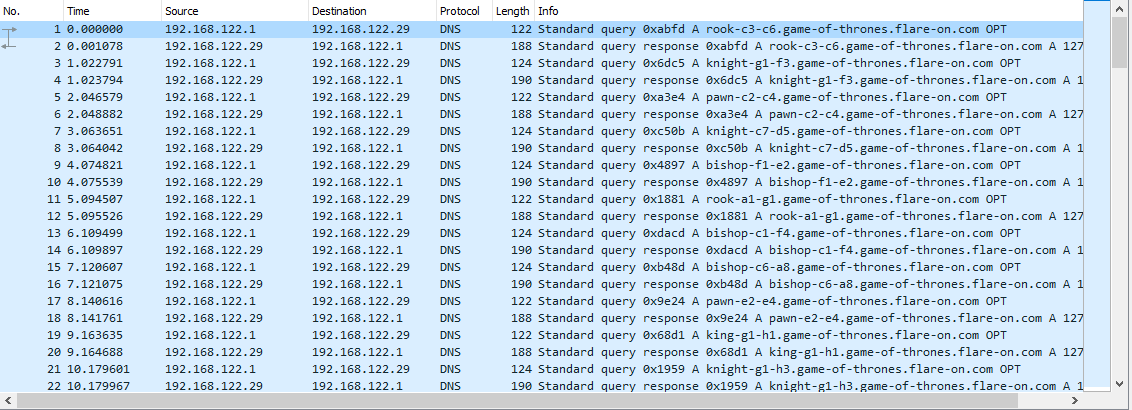 No. Time Source Destination Protocol Length Info
1 0.000000 192.168.122.1 192.168.122.29 DNS 122 Standard query 0xabfd A rook-c3-c6.game-of-thrones.flare-on.com OPT
2 0.001078 192.168.122.29 192.168.122.1 DNS 188 Standard query response 0xabfd A rook-c3-c6.game-of-thrones.flare-on.com A 127
3 1.022791 192.168.122.1 192.168.122.29 DNS 124 Standard query 0x6dc5 A knight-g1-f3.game-of-thrones.flare-on.com OPT
4 1.023794 192.168.122.29 192.168.122.1 DNS 190 Standard query response 0x6dc5 A knight-g1-f3.game-of-thrones.flare-on.com A 1
5 2.046579 192.168.122.1 192.168.122.29 DNS 122 Standard query 0xa3e4 A pawn-c2-c4.game-of-thrones.flare-on.com OPT
6 2.048882 192.168.122.29 192.168.122.1 DNS 188 Standard query response 0xa3e4 A pawn-c2-c4.game-of-thrones.flare-on.com A 127
7 3.063651 192.168.122.1 192.168.122.29 DNS 124 Standard query 0xc50b A knight-c7-d5.game-of-thrones.flare-on.com OPT
8 3.064042 192.168.122.29 192.168.122.1 DNS 190 Standard query response 0xc50b A knight-c7-d5.game-of-thrones.flare-on.com A 1
9 4.074821 192.168.122.1 192.168.122.29 DNS 124 Standard query 0x4897 A bishop-f1-e2.game-of-thrones.flare-on.com OPT
10 4.075539 192.168.122.29 192.168.122.1 DNS 190 Standard query response 0x4897 A bishop-f1-e2.game-of-thrones.flare-on.com A 1
11 5.094507 192.168.122.1 192.168.122.29 DNS 122 Standard query 0x1881 A rook-a1-g1.game-of-thrones.flare-on.com OPT
12 5.095526 192.168.122.29 192.168.122.1 DNS 188 Standard query response 0x1881 A rook-a1-g1.game-of-thrones.flare-on.com A 127
13 6.109499 192.168.122.1 192.168.122.29 DNS 124 Standard query 0xdacd A bishop-c1-f4.game-of-thrones.flare-on.com OPT
14 6.109897 192.168.122.29 192.168.122.1 DNS 190 Standard query response 0xdacd A bishop-c1-f4.game-of-thrones.flare-on.com A 1
15 7.120607 192.168.122.1 192.168.122.29 DNS 124 Standard query 0xb48d A bishop-c6-a8.game-of-thrones.flare-on.com OPT
16 7.121075 192.168.122.29 192.168.122.1 DNS 190 Standard query response 0xb48d A bishop-c6-a8.game-of-thrones.flare-on.com A 1
17 8.140616 192.168.122.1 192.168.122.29 DNS 122 Standard query 0x9e24 A pawn-e2-e4.game-of-thrones.flare-on.com OPT
18 8.141761 192.168.122.29 192.168.122.1 DNS 188 Standard query response 0x9e24 A pawn-e2-e4.game-of-thrones.flare-on.com A 127
19 9.163635 192.168.122.1 192.168.122.29 DNS 122 Standard query 0x68d1 A king-g1-h1.game-of-thrones.flare-on.com OPT
20 9.164688 192.168.122.29 192.168.122.1 DNS 188 Standard query response 0x68d1 A king-g1-h1.game-of-thrones.flare-on.com A 127
21 10.179601 192.168.122.1 192.168.122.29 DNS 124 Standard query 0x1959 A knight-g1-h3.game-of-thrones.flare-on.com OPT
22 10.179967 192.168.122.29 192.168.122.1 DNS 190 Standard query response 0x1959 A knight-g1-h3.game-of-thrones.flare-on.com A 1